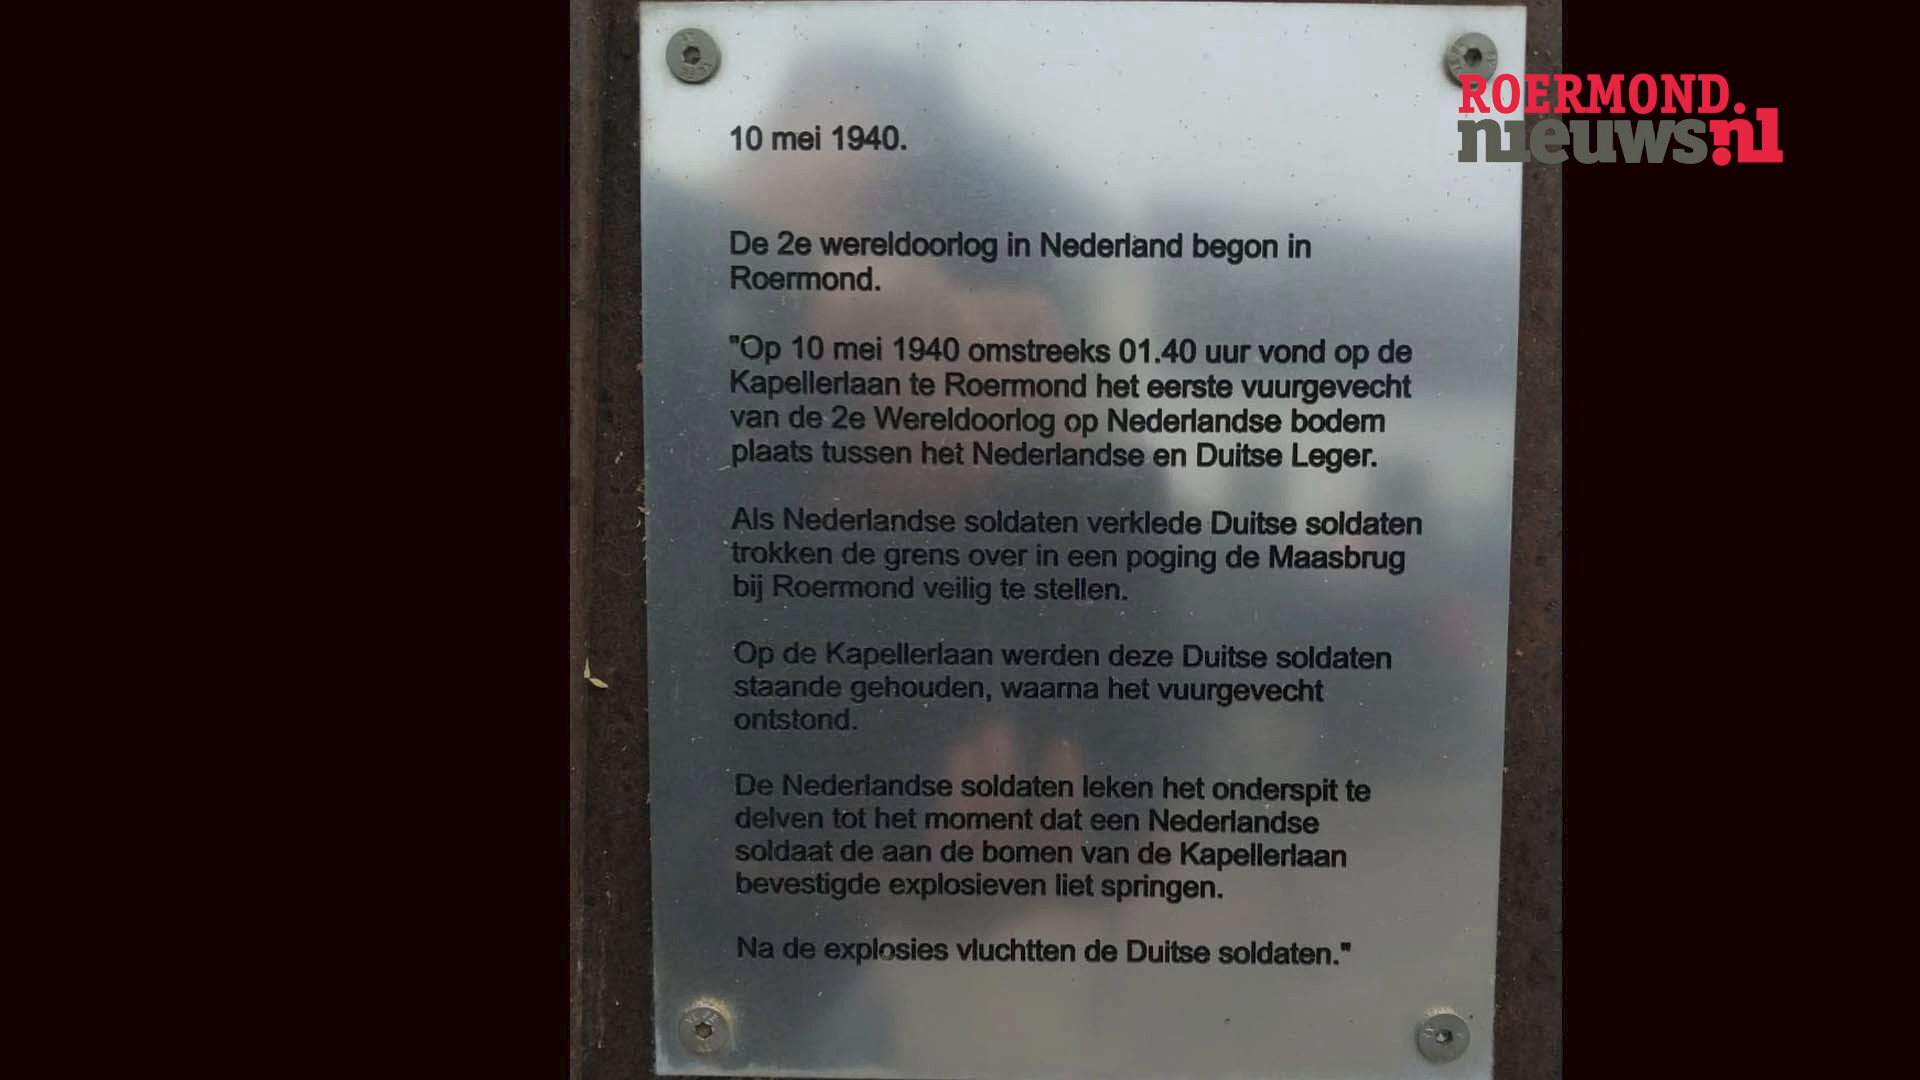 ROERMOND.
nieuws.nl
10 mei 1940.
De 2e wereldoorlog in Nederland begon in
Roermond.
"Op 10 mei 1940 omstreeks 01.40 uur vond op de
Kapellerlaan te Roermond het eerste vuurgevecht
van de 2e Wereldoorlog op Nederlandse bodem
plaats tussen het Nederlandse en Duitse Leger.
Als Nederlandse soldaten verklede Duitse soldaten
trokken de grens over in een poging de Maasbrug
bij Roermond veilig te stellen.
Op de Kapellerlaan werden deze Duitse soldaten
staande gehouden, waarna het vuurgevecht
ontstond.
De Nederlandse soldaten leken het onderspit te
delven tot het moment dat een Nederlandse
soldaat de aan de bomen van de Kapellerlaan
bevestigde explosieven liet springen.
Na de explosies vluchtten de Duitse soldaten."